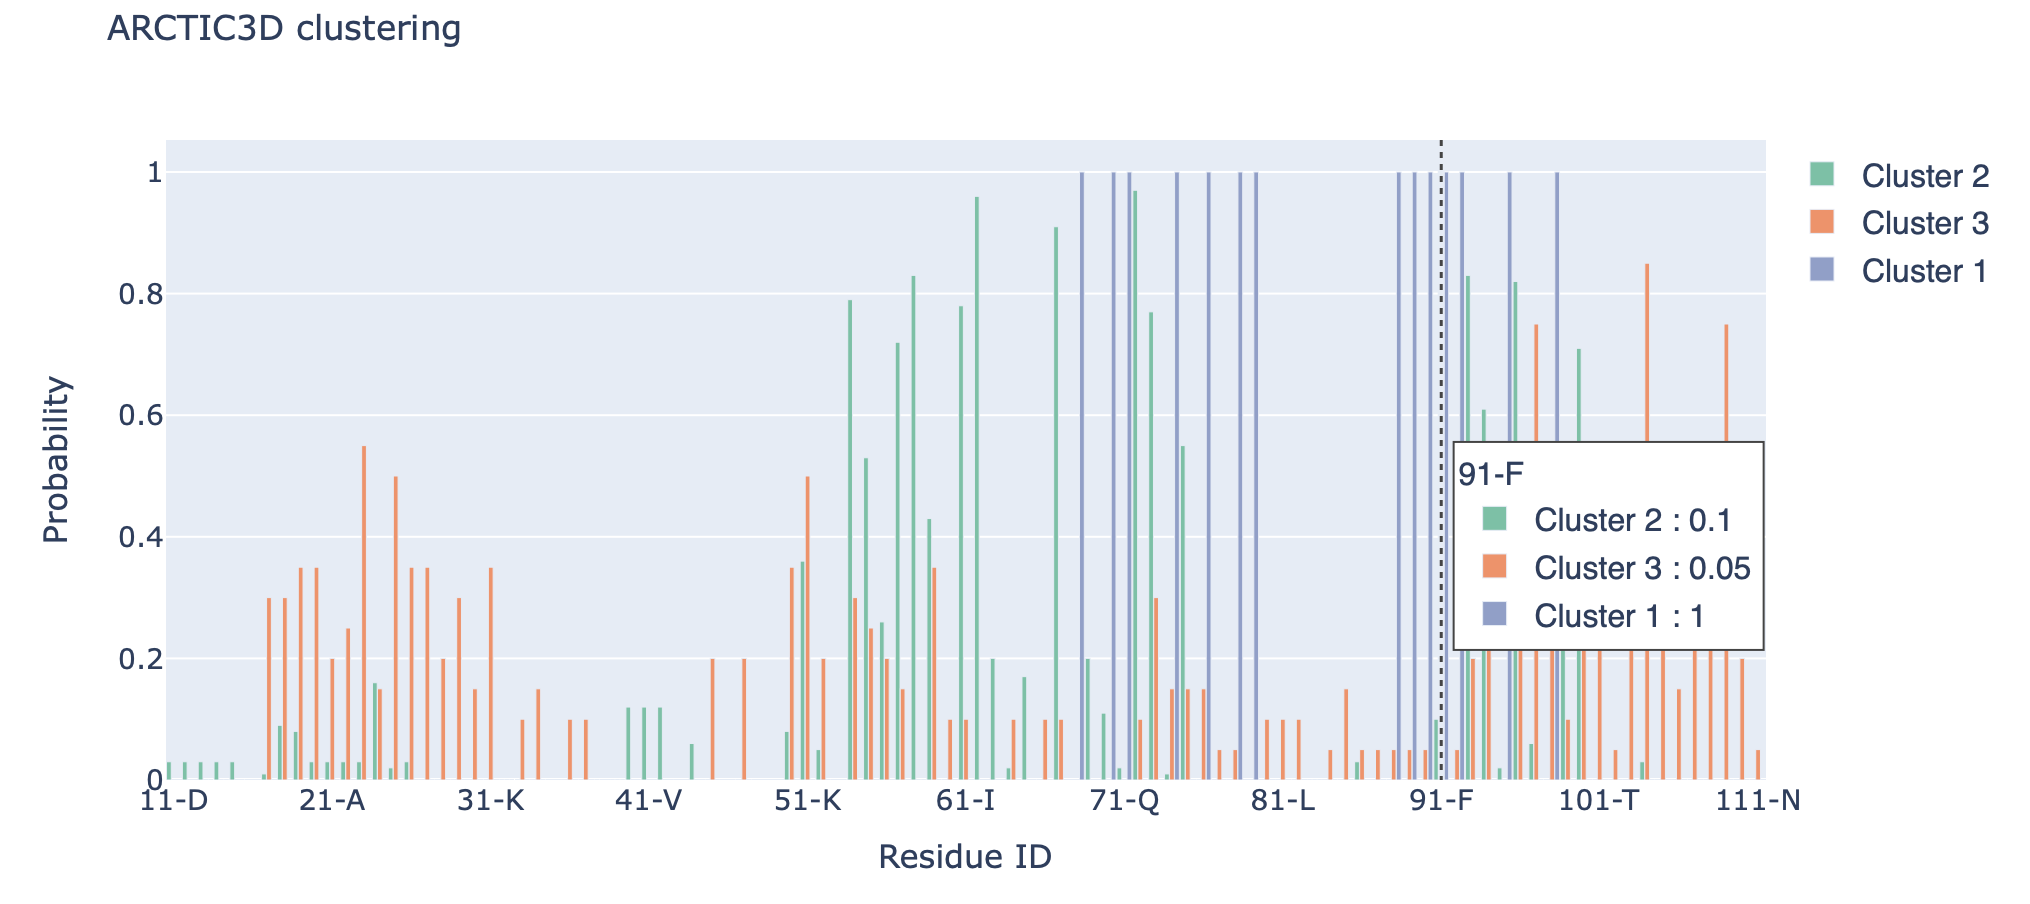 ARCTIC3D clustering
Probability
1
0.8
0.6
0.4
0.2
0
11-D 21-A 31-K 41-V 51-K 61-I 71-Q 81-L 91-F 101-T 111-N
Residue ID
Cluster 2
Cluster 3
Cluster 1
91-F
Cluster 2 : 0.1
Cluster 3 : 0.05
Cluster 1 : 1